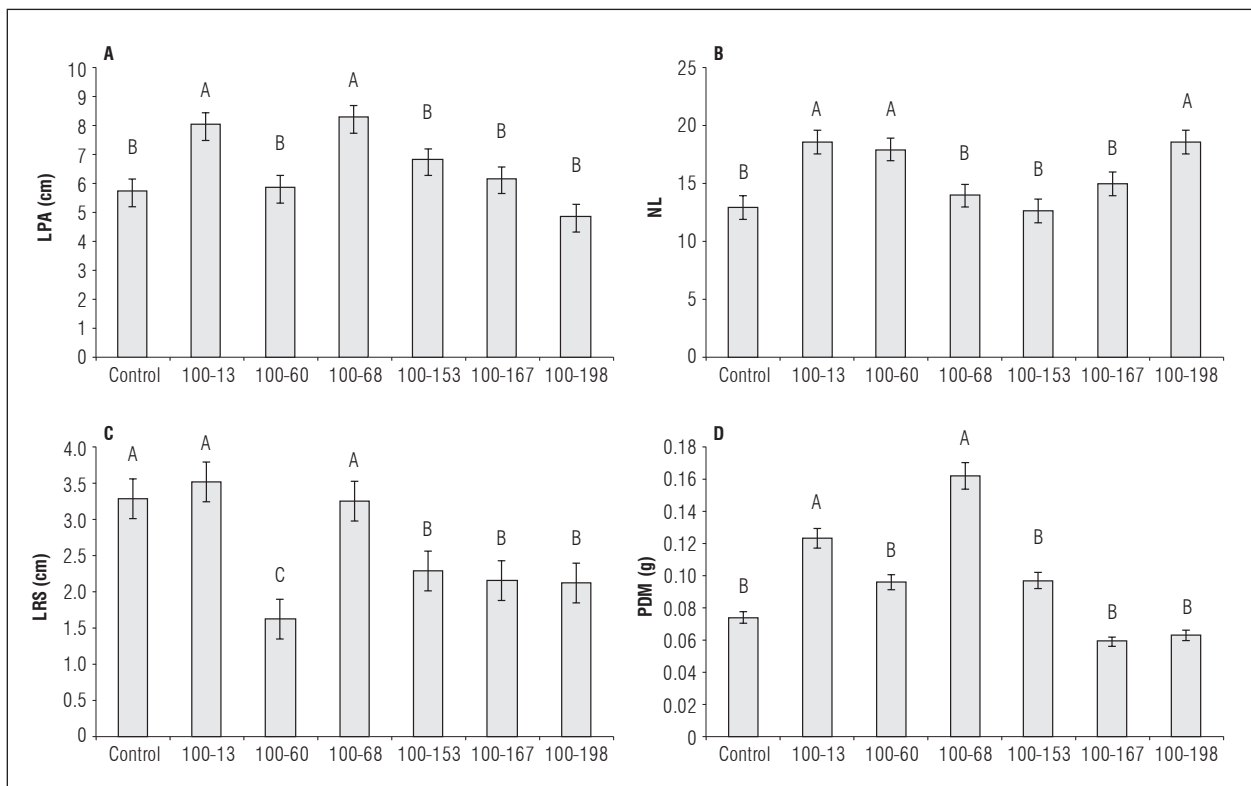 A
LPA (cm)
10
9
8
7
6
5
4
3
2
1
0
B
A
B
A
B
B
B
Control 100-13 100-60 100-68 100-153 100-167 100-198
B
NL
25
20
15
10
5
0
B
A
A
B
B
B
A
Control 100-13 100-60 100-68 100-153 100-167 100-198
C
LRS (cm)
4.0
3.5
3.0
2.5
2.0
1.5
1.0
0.5
0
A
A
C
A
B
B
B
Control 100-13 100-60 100-68 100-153 100-167 100-198
D
PDM (g)
0.18
0.16
0.14
0.12
0.10
0.08
0.06
0.04
0.02
0
B
A
B
A
B
B
B
Control 100-13 100-60 100-68 100-153 100-167 100-198